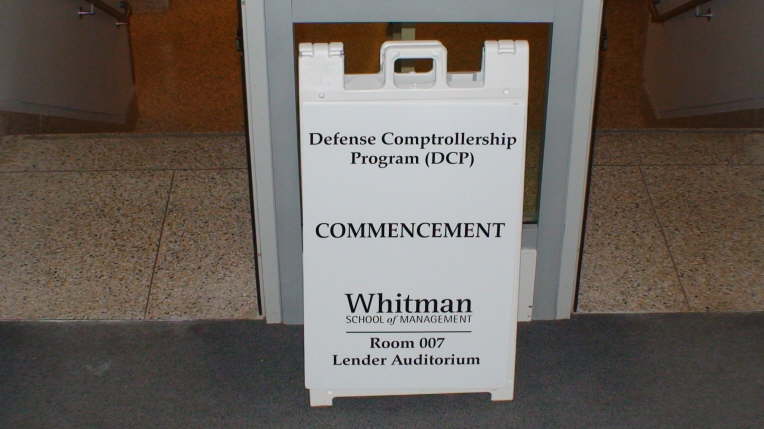 Defense Comptrollership
Program (DCP)
COMMENCEMENT
Whitman
SCHOOL of MANAGEMENT
Room 007
Lender Auditorium